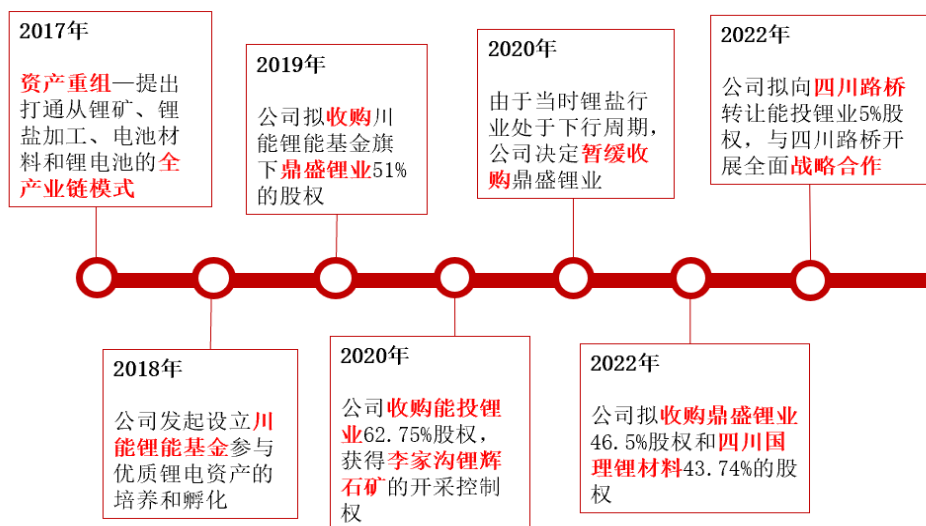 2017年
资产重组—提出
打通从锂矿、锂
盐加工、电池材
料和锂电池的全
产业链模式
2018年
公司发起设立川
能锂能基金参与
优质锂电资产的
培养和孵化
2019年
公司拟收购川
能锂能基金旗
下鼎盛锂业51%
的股权
2020年
公司收购能投锂
业62.75%股权，
获得李家沟锂辉
石矿的开采控制
权
2020年
由于当时锂盐行
业处于下行周期，
公司决定暂缓收
购鼎盛锂业
2022年
公司拟收购鼎盛锂业
46.5%股权和四川国
理锂材料43.74%的股
权
2022年
公司拟向四川路桥
转让能投锂业5%股
权，与四川路桥开
展全面战略合作